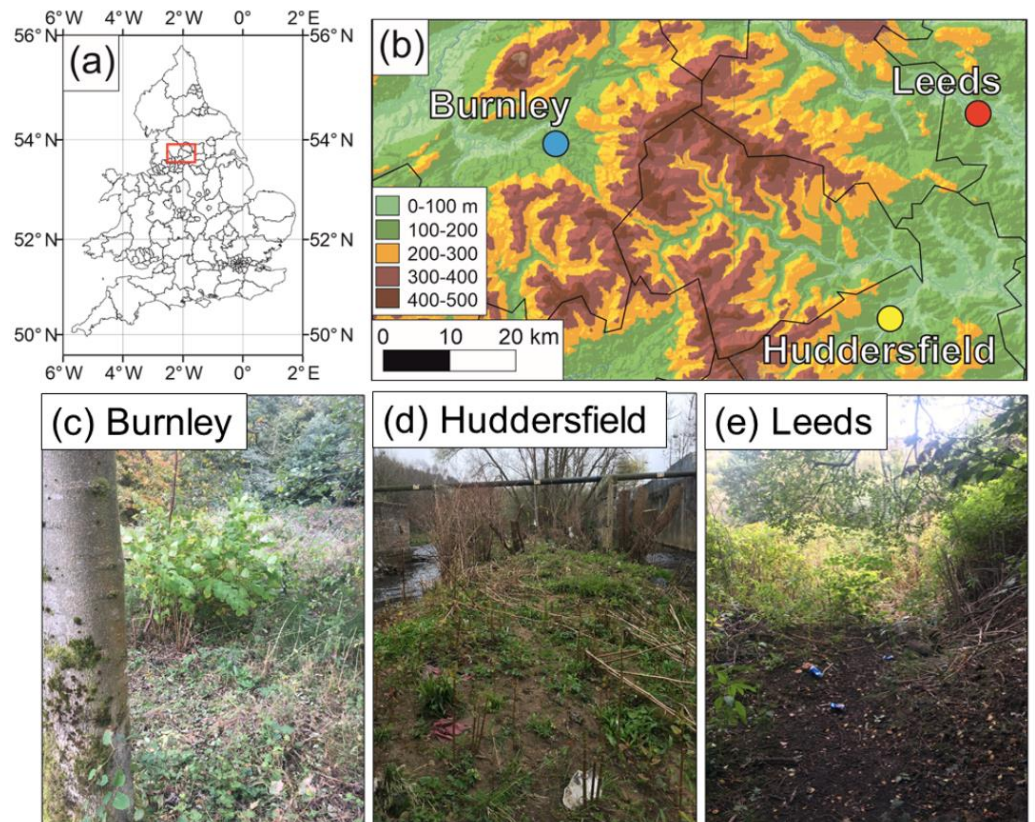 (a)
56° N
54° N
52° N
50° N
6° W
4° W
2° W
0°
2° E
6° W
4° W
2° W
0°
2° E
56° N
54° N
52° N
50° N
(b)
Burnley
Leeds
Huddersfield
0-100 m
100-200
200-300
300-400
400-500
0 10 20 km
(c) Burnley
(d) Huddersfield
(e) Leeds